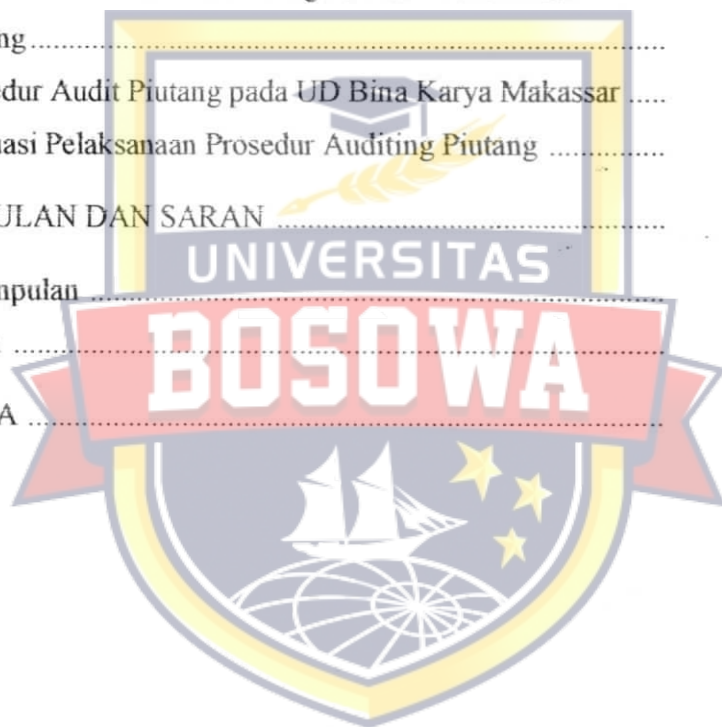 ng ..........
dur Audit Piutang pada UD Bina Karya Makassar .....
uasi Pelaksanaan Prosedur Auditing Piutang ..........
ULAN DAN SARAN ..........
UNIVERSITAS
npulan ..........
BOSOWA
..........
A ..........